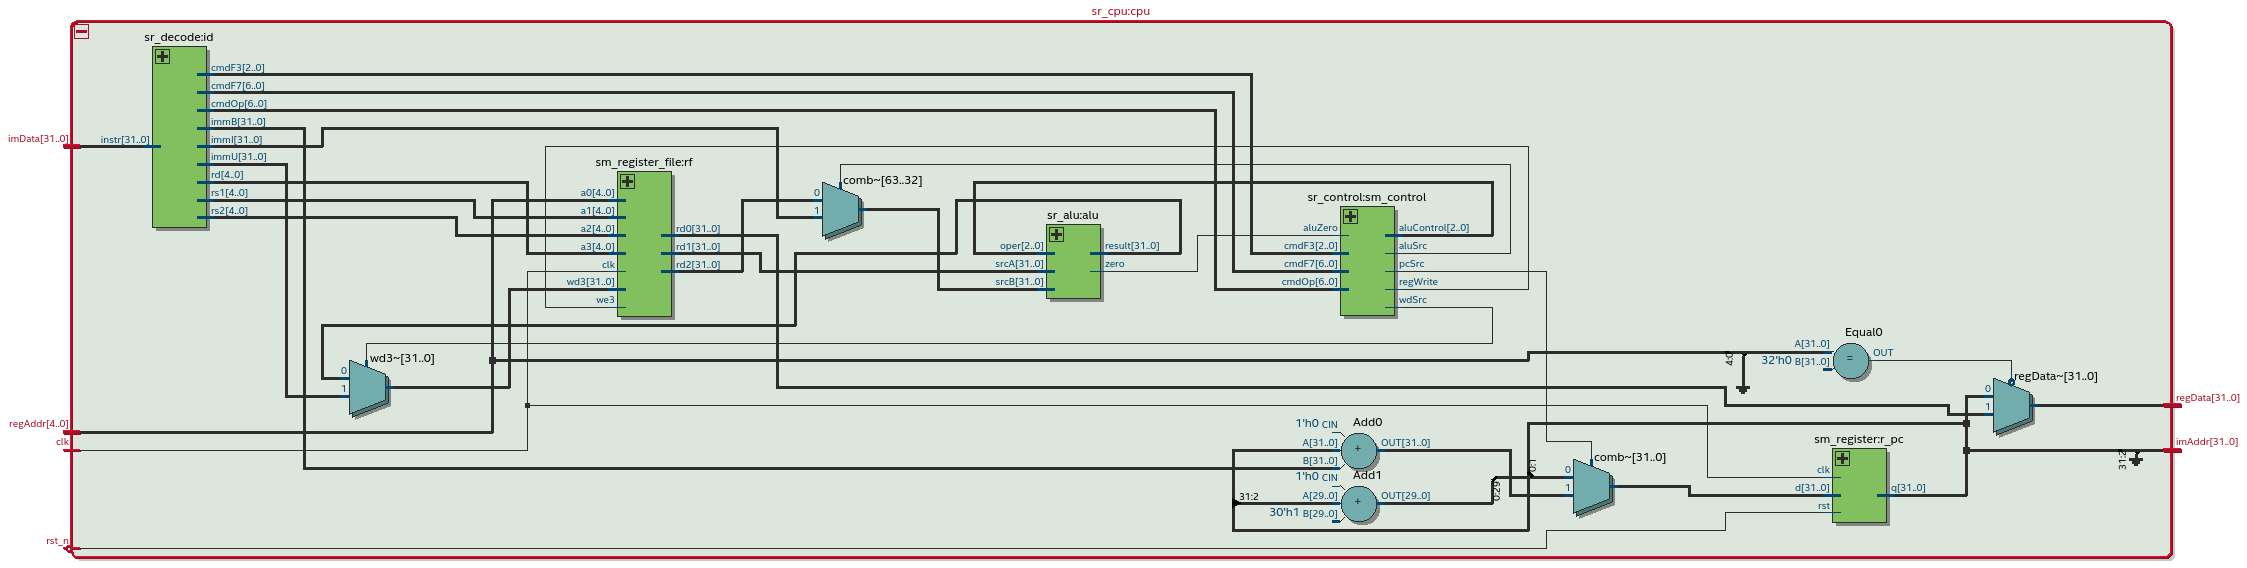 sr_cpu:cpu
sr_decode:id
cmdF3[2..0]
cmdF7[6..0]
cmdOp[6..0]
immB[31..0]
imData[31..0]
instr[31..0]
immI[31..0]
immU[31..0]
rd[4..0]
rs1[4..0]
rs2[4..0]
sm_register_file:rf
a0[4..0]
a1[4..0]
a2[4..0]
a3[4..0]
clk
wd3[31..0]
we3
rd0[31..0]
rd1[31..0]
rd2[31..0]
comb~[63..32]
0
1
sr_alu:alu
oper[2..0]
srcA[31..0]
srcB[31..0]
result[31..0]
zero
sr_control:sm_control
aluZero
cmdF3[2..0]
cmdF7[6..0]
cmdOp[6..0]
aluControl[2..0]
aluSrc
pcSrc
regWrite
wdSrc
wd3~[31..0]
0
1
regAddr[4..0]
clk
rst_n
Equal0
A[31..0]
32'h0 B[31..0]
=
OUT
4:0
regData~[31..0]
0
1
regData[31..0]
imAddr[31..0]
31:2
Add0
1'h0 CIN
A[31..0]
B[31..0]
+
OUT[31..0]
Add1
1'h0 CIN
31:2
A[29..0]
30'h1 B[29..0]
+
OUT[29..0]
0:29
0:1
comb~[31..0]
0
1
sm_register:r_pc
clk
d[31..0]
rst
q[31..0]